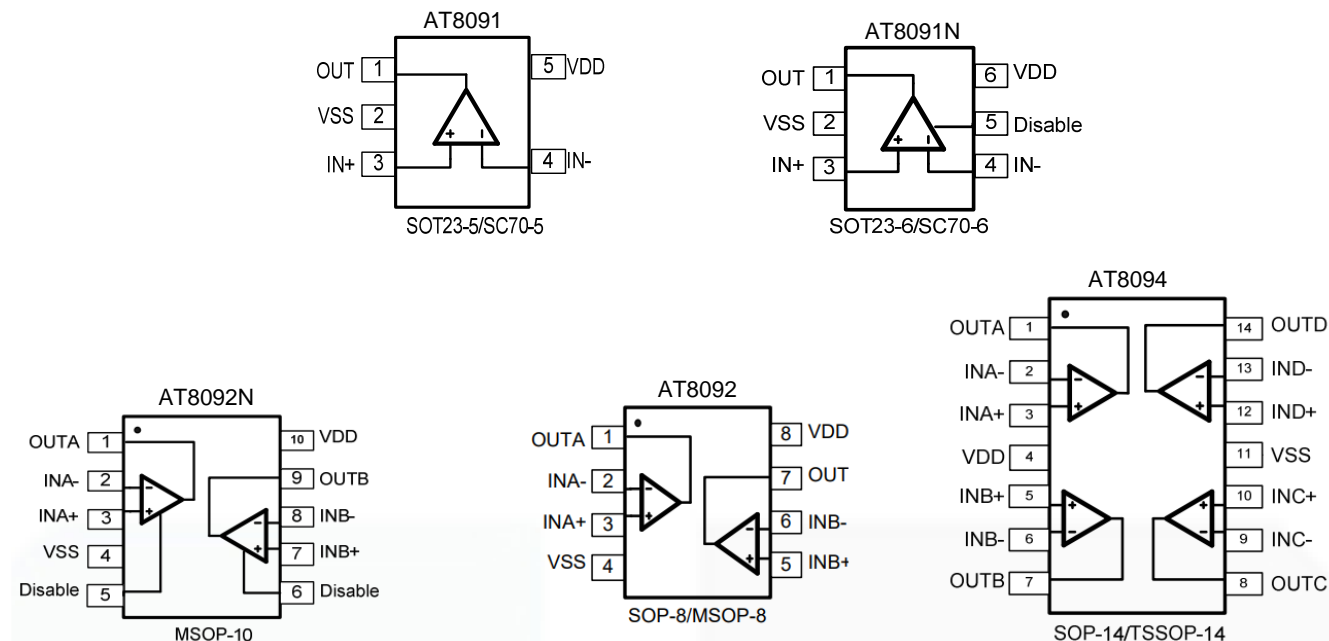 AT8091
OUT 1 5 VDD
VSS 2
+ -
IN+ 3 4 IN-
SOT23-5/SC70-5
AT8091N
OUT 1 6 VDD
VSS 2 5 Disable
+ -
IN+ 3 4 IN-
SOT23-6/SC70-6
AT8092N
OUTA 1 10 VDD
INA- 2 - 9 OUTB
INA+ 3 + - 8 INB-
VSS 4 + 7 INB+
Disable 5 6 Disable
MSOP-10
AT8092
OUTA 1 8 VDD
INA- 2 - 7 OUT
INA+ 3 + - 6 INB-
VSS 4 + 5 INB+
SOP-8/MSOP-8
AT8094
OUTA 1 14 OUTD
INA- 2 - - 13 IND-
INA+ 3 + + 12 IND+
VDD 4 11 VSS
INB+ 5 + + 10 INC+
INB- 6 - - 9 INC-
OUTB 7 8 OUTC
SOP-14/TSSOP-14